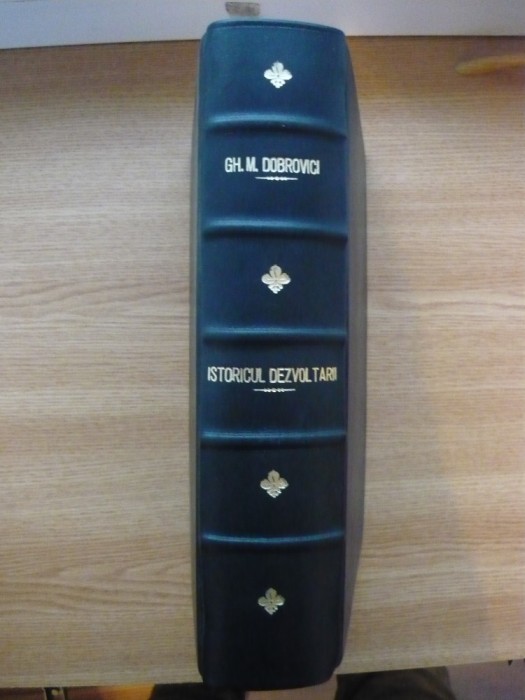 GH. M. DOBROVICI
ISTORICUL DEZVOLTARII